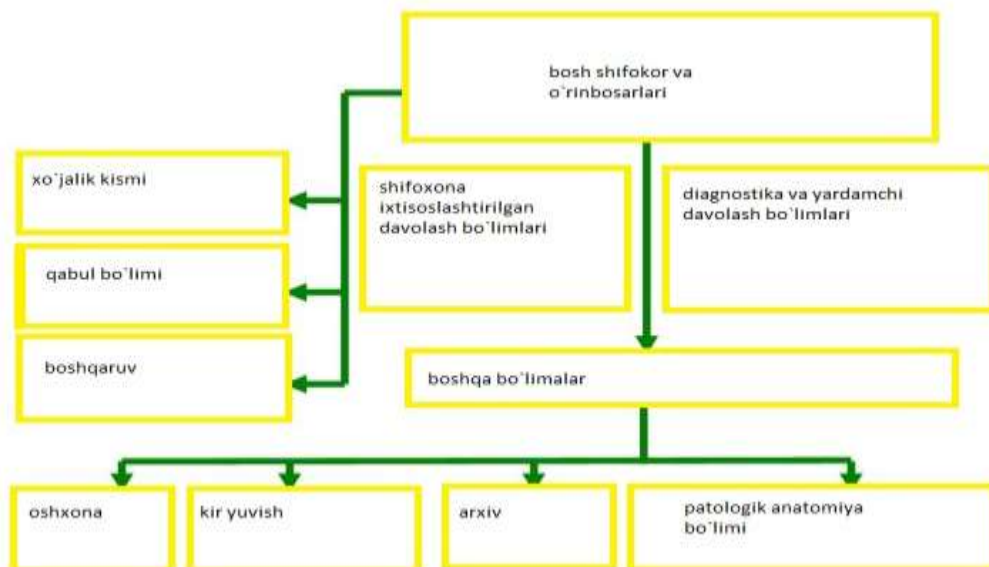 bosh shifokor va
o`rinbosarlari
xo`jalik kismi
shifoxona
ixtisoslashtirilgan
davolash bo`limlari
diagnostika va yardamchi
davolash bo`limlari
qabul bo`limi
boshqaruv
boshqa bo`limalar
oshxona
kir yuvish
arxiv
patologik anatomiya
bo`limi